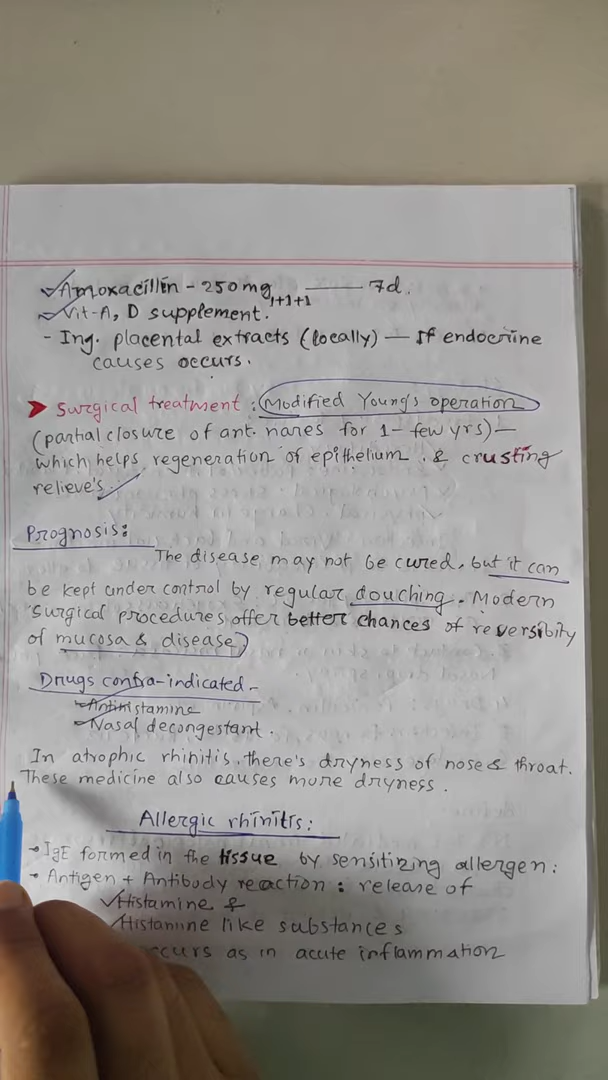 Amoxacillin - 250mg 1+1+1 —— 7d.
Vit-A, D supplement.
- Ing. placental extracts (locally) — If endocrine
causes occurs.
➤ Surgical treatment : Modified Young's operation
(partial closure of ant. nares for 1- few yrs) —
which helps regeneration of epithelium. & crusting
relieve's.
Prognosis:
The disease may not be cured. but it can
be kept under control by regular douching. Modern
surgical procedures offer better chances of reversibity
of mucosa & disease)
Drugs contra-indicated -
Antihistamine
Nasal decongestant.
In atrophic rhinitis, there's dryness of nose & throat.
These medicine also causes more dryness.
Allergic rhinitis:
IgE formed in the tissue by sensitizing allergen:
Antigen + Antibody reaction : release of
Histamine &
Histamine like substances
as in acute inflammation